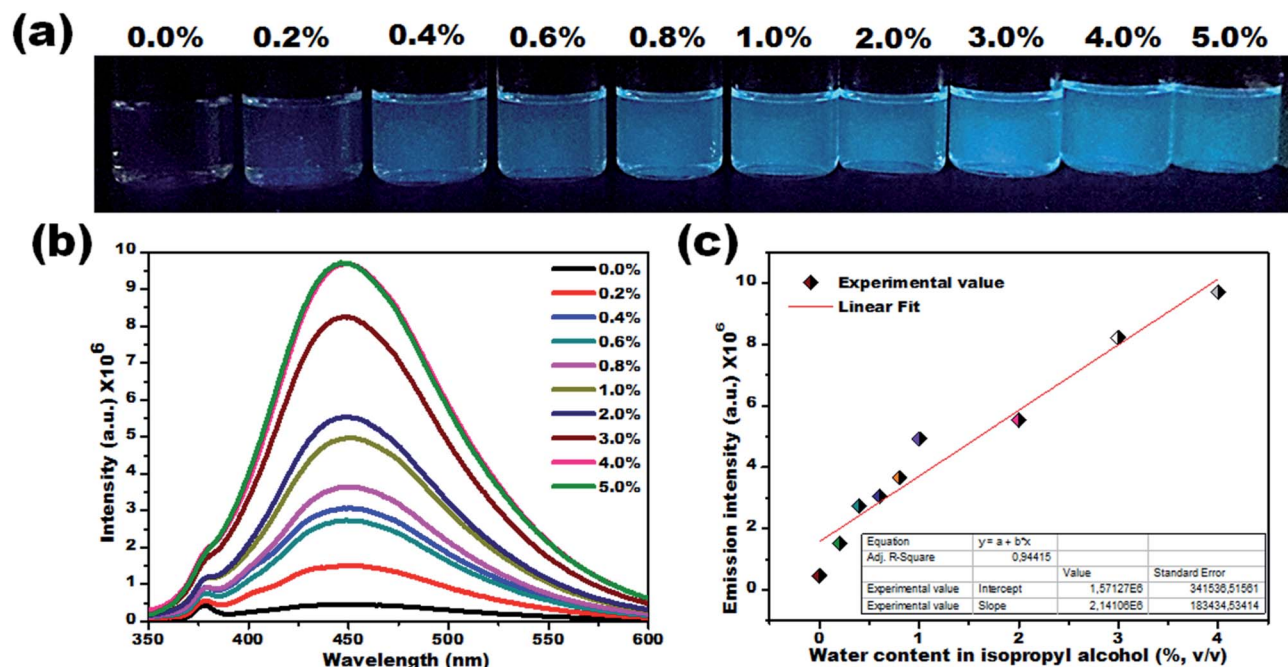 (a)
0.0% 0.2% 0.4% 0.6% 0.8% 1.0% 2.0% 3.0% 4.0% 5.0%
(b)
10
9
8
7
6
5
4
3
2
1
0
350 400 450 500 550 600
Wavelength (nm)
Intensity (a.u.) X10^6
0.0%
0.2%
0.4%
0.6%
0.8%
1.0%
2.0%
3.0%
4.0%
5.0%
(c)
10
8
6
4
2
0
0 1 2 3 4
Water content in isopropyl alcohol (%, v/v)
Emission intensity (a.u.) X10^6
Experimental value
Linear Fit
Equation y = a + b*x
Adj. R-Square 0,94415
Value Standard Error
Experimental value Intercept 1,57127E6 341536,51561
Experimental value Slope 2,14106E6 183434,53414